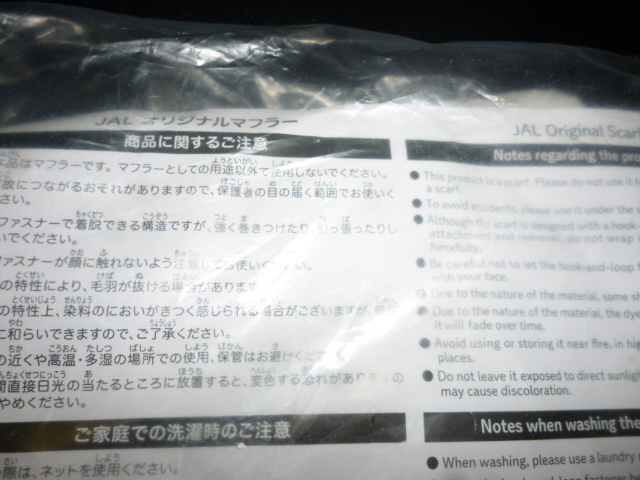 JAL オリジナルマフラー
商品に関するご注意
品はマフラーです。マフラーとしての用途以外で使用しないでください。
故につながるおそれがありますので、保護者の目の届く範囲でお使いく
さい。
ファスナーで着脱できる構造ですが、強く巻きつけたり、引っ張ったりし
いでください。
ファスナーが顔に触れないよう注意してお使いください。
の特性により、毛羽が抜ける場合があります
の特性上、染料のにおいがきつく感じられる場合がございますが、
に和らいできますので、ご了承ください。
の近くや高温・多湿の場所での使用、保管はお避けください。
間直接日光の当たるところに放置すると、変色する恐れがありますの
やめください。
ご家庭での洗濯時のご注意
際は、ネットを使用ください。
JAL Original Scar
Notes regarding the pro
● This product is a scarf. Please do not use it f
a scarf.
● To avoid accidents, please use it under the
● Although the scarf is designed with a hook-
attachment and removal, do not wrap
forcefully.
● Be careful not to let the hook-and-loop f
with your face.
● Due to the nature of the material, some
● Due to the nature of the material, the dye
it will fade over time.
● Avoid using or storing it near fire, in hig
places.
● Do not leave it exposed to direct sunligh
may cause discoloration.
Notes when washing the
● When washing, please use a laundry